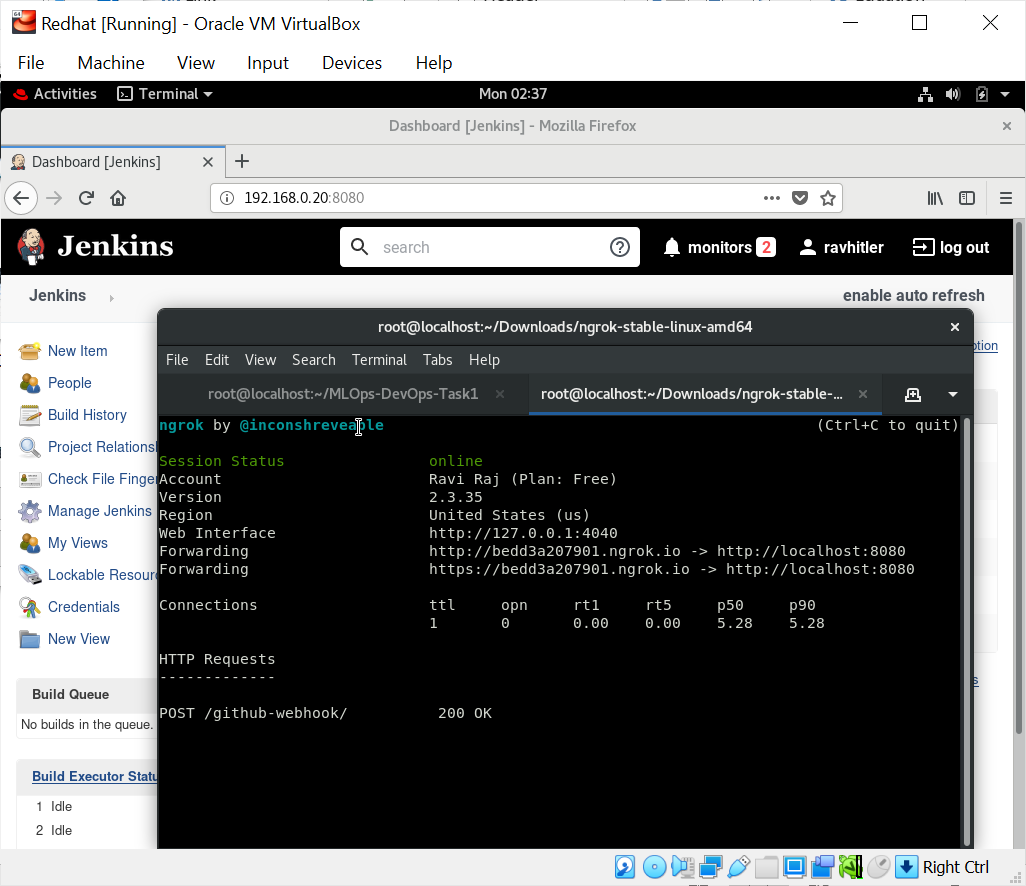 Redhat [Running] - Oracle VM VirtualBox
File Machine View Input Devices Help
Activities Terminal Mon 02:37
Dashboard [Jenkins] - Mozilla Firefox
Dashboard [Jenkins]
192.168.0.20:8080
Jenkins search monitors 2 ravhitler log out
Jenkins enable auto refresh
New Item
People
Build History
Project Relations
Check File Finger
Manage Jenkins
My Views
Lockable Resour
Credentials
New View
Build Queue
No builds in the queue.
Build Executor Statu
1 Idle
2 Idle
root@localhost:~/Downloads/ngrok-stable-linux-amd64
File Edit View Search Terminal Tabs Help
root@localhost:~/MLOps-DevOps-Task1 root@localhost:~/Downloads/ngrok-stable-...
ngrok by @inconshreveable (Ctrl+C to quit)
Session Status online
Account Ravi Raj (Plan: Free)
Version 2.3.35
Region United States (us)
Web Interface http://127.0.0.1:4040
Forwarding http://bedd3a207901.ngrok.io -> http://localhost:8080
Forwarding https://bedd3a207901.ngrok.io -> http://localhost:8080
Connections ttl opn rt1 rt5 p50 p90
1 0 0.00 0.00 5.28 5.28
HTTP Requests
-------------
POST /github-webhook/ 200 OK
Right Ctrl